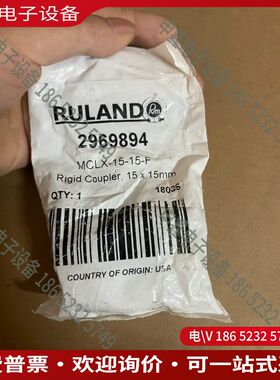 电子设备
RULAND
2969894
MCLX-15-15-F
Rigid Coupler, 15 x 15mm
QTY: 1
18036
COUNTRY OF ORIGIN: USA
电\V 186 5232 57
票 · 欢迎询价 · 可一站式